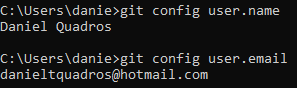 C:\Users\danie>git config user.name
Daniel Quadros
C:\Users\danie>git config user.email
danieltquadros@hotmail.com